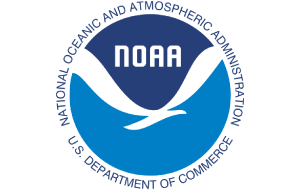 NATIONAL OCEANIC AND ATMOSPHERIC ADMINISTRATION
NOAA
U.S. DEPARTMENT OF COMMERCE